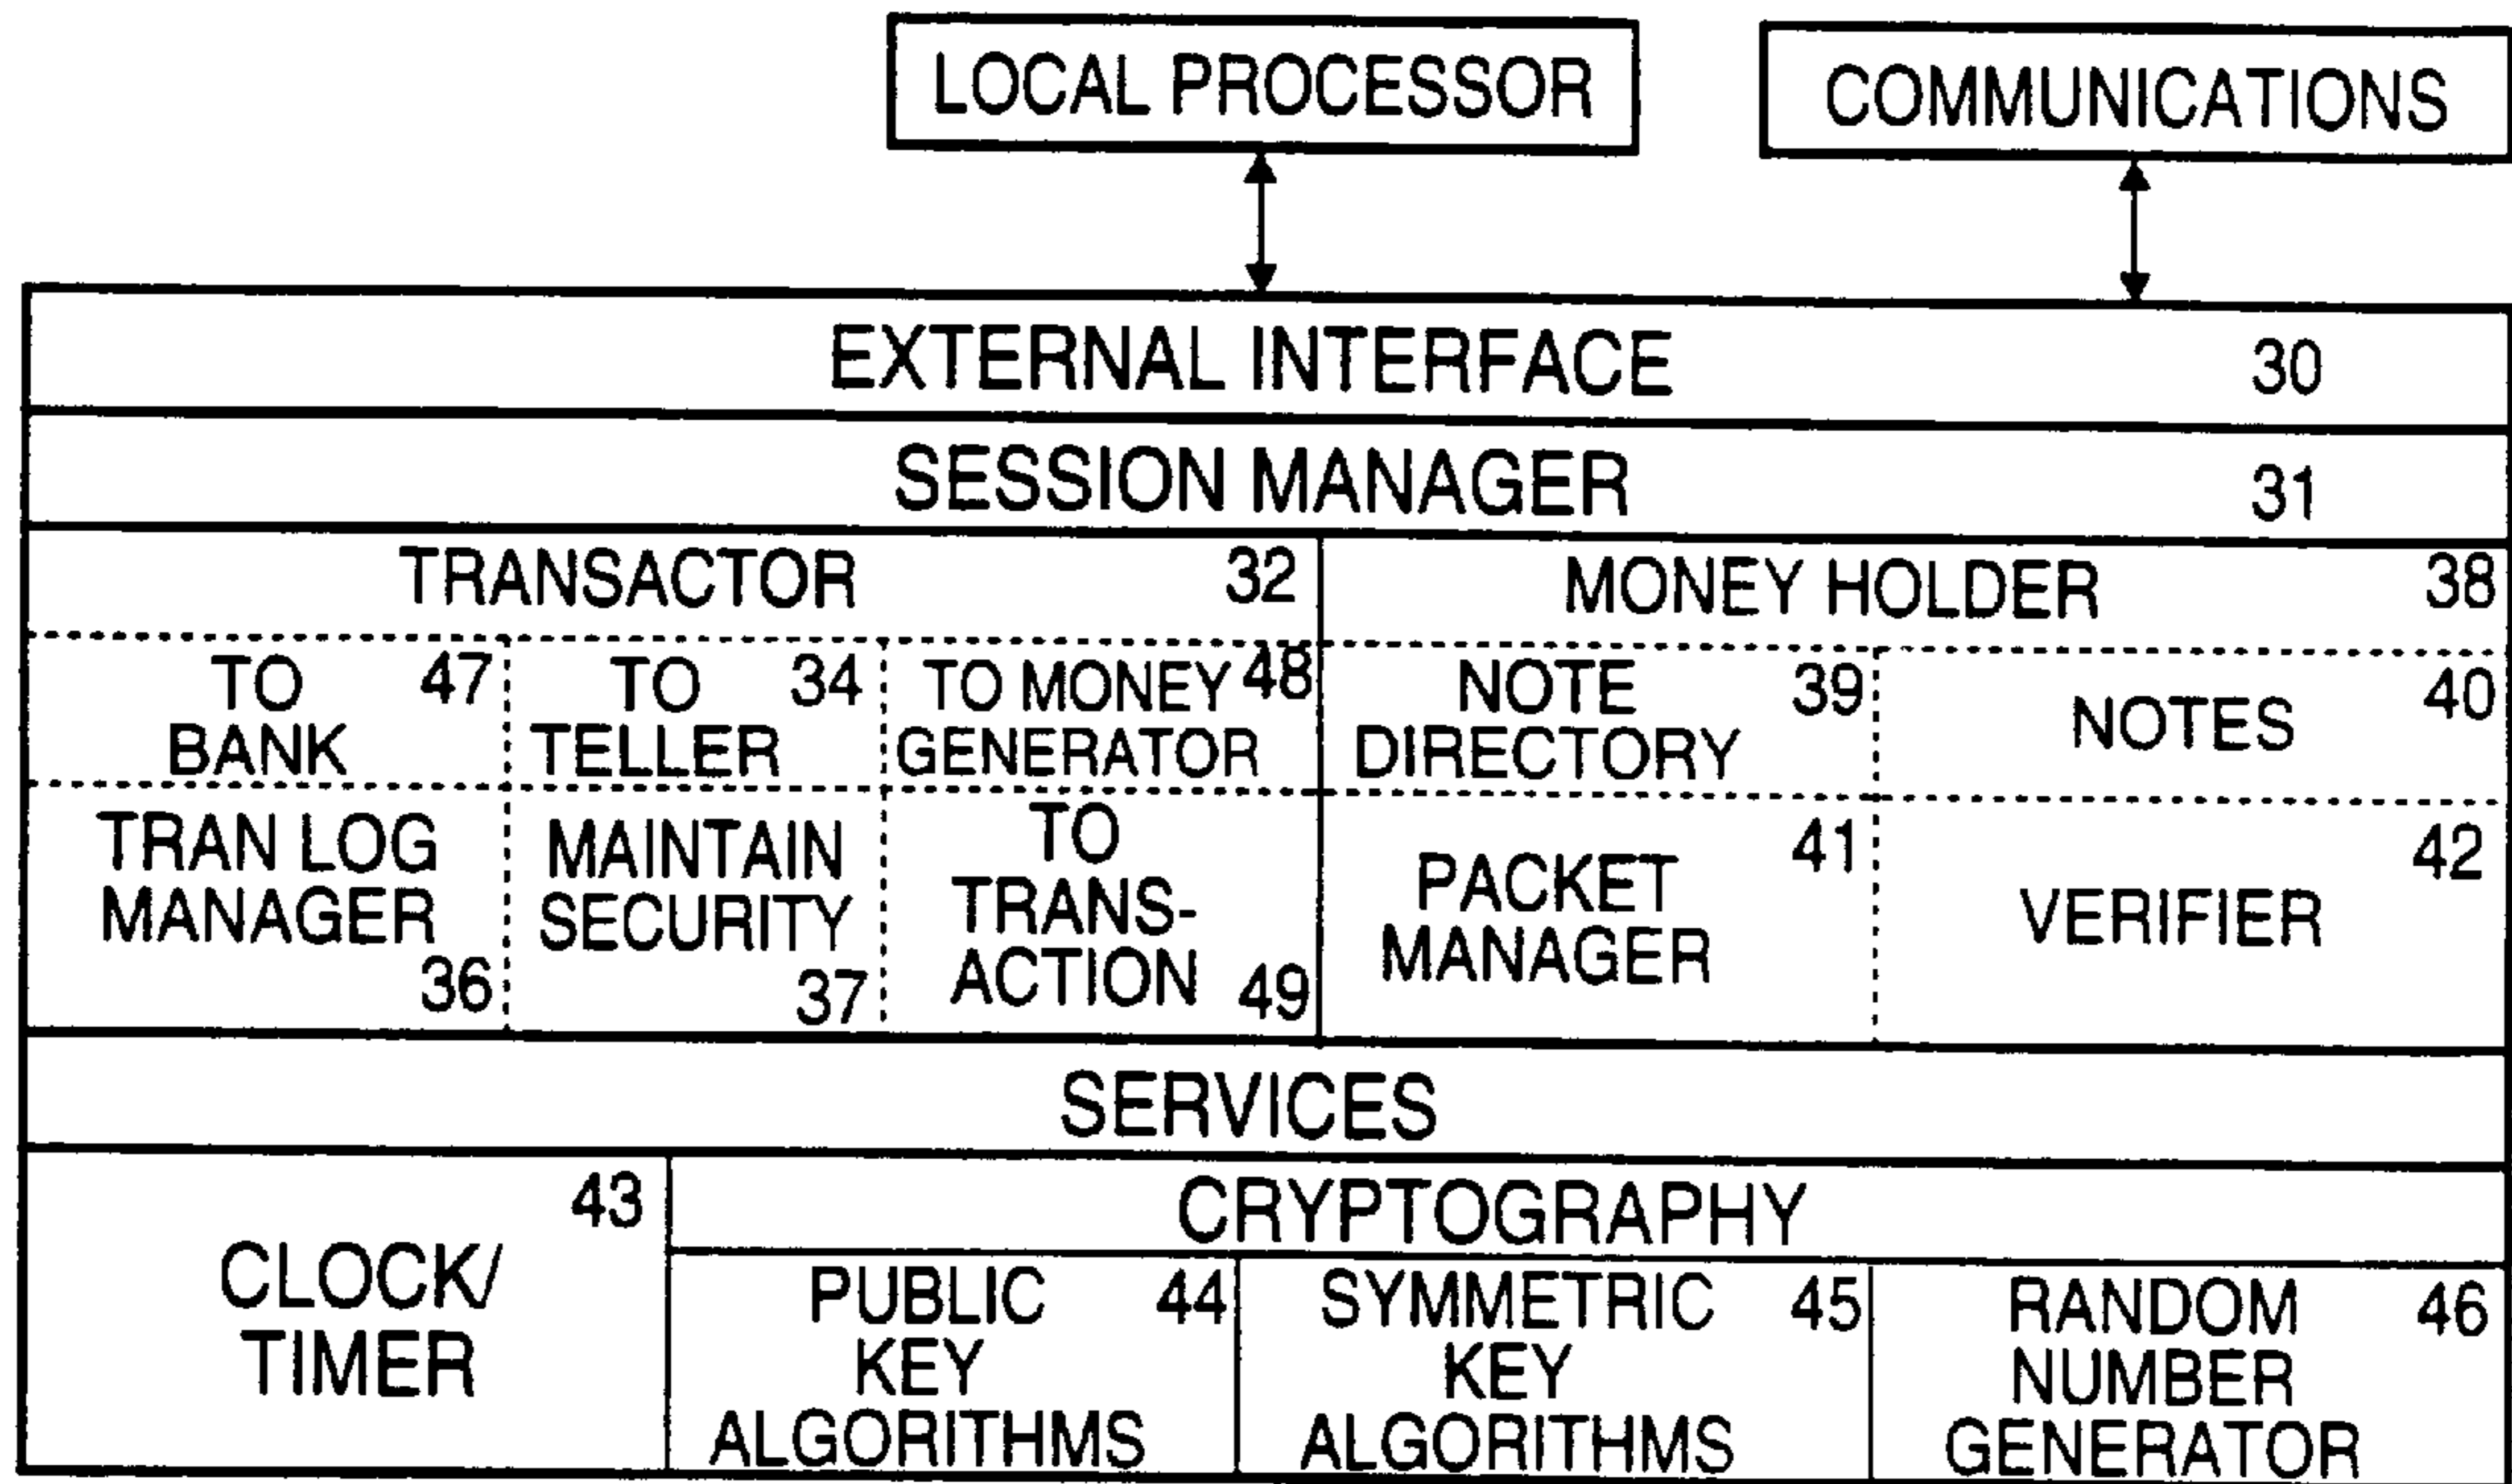 LOCAL PROCESSOR
COMMUNICATIONS
EXTERNAL INTERFACE 30
SESSION MANAGER 31
TRANSACTOR 32
MONEY HOLDER 38
TO 47
BANK
TO 34
TELLER
TO MONEY 48
GENERATOR
NOTE 39
DIRECTORY
NOTES 40
TRAN LOG
MANAGER
36
MAINTAIN
SECURITY
37
TO
TRANS-
ACTION 49
PACKET 41
MANAGER
VERIFIER 42
SERVICES
43
CLOCK/
TIMER
CRYPTOGRAPHY
PUBLIC 44
KEY
ALGORITHMS
SYMMETRIC 45
KEY
ALGORITHMS
RANDOM 46
NUMBER
GENERATOR